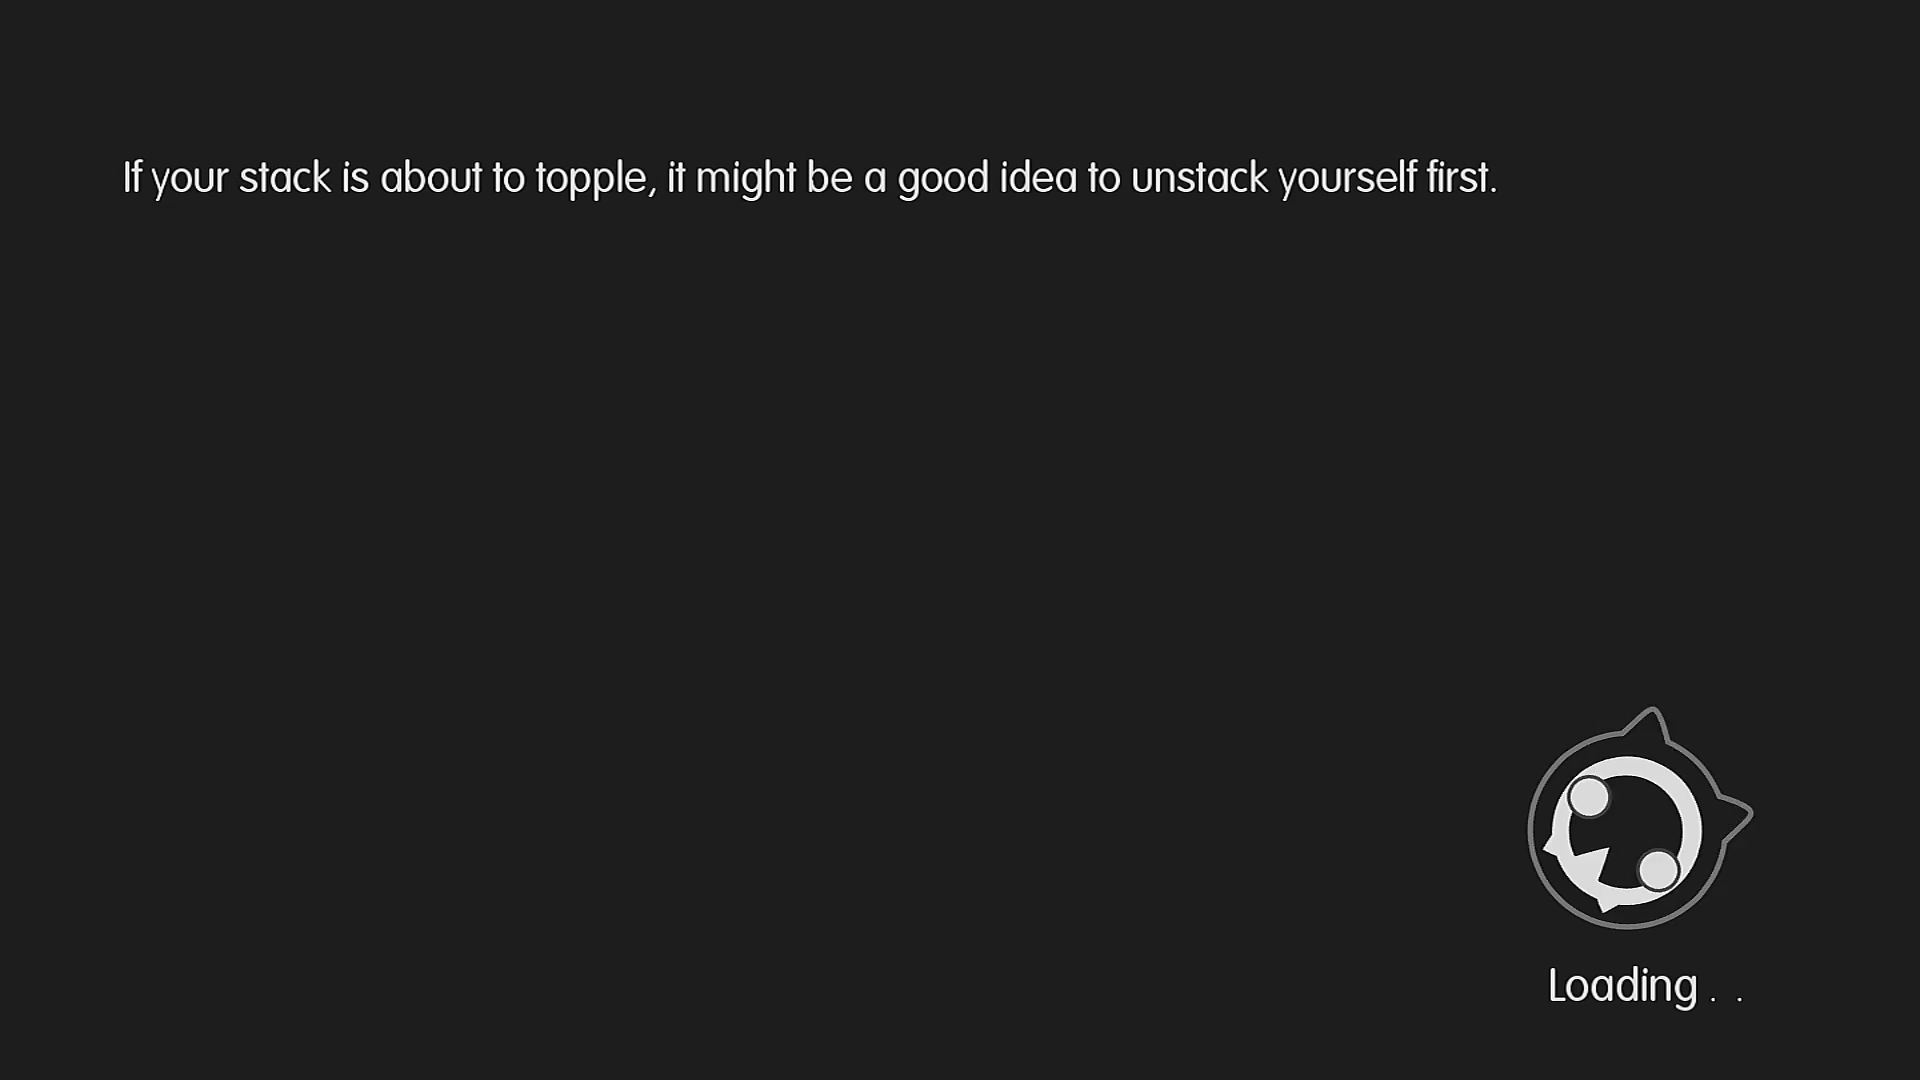 If your stack is about to topple, it might be a good idea to unstack yourself first.
Loading . .